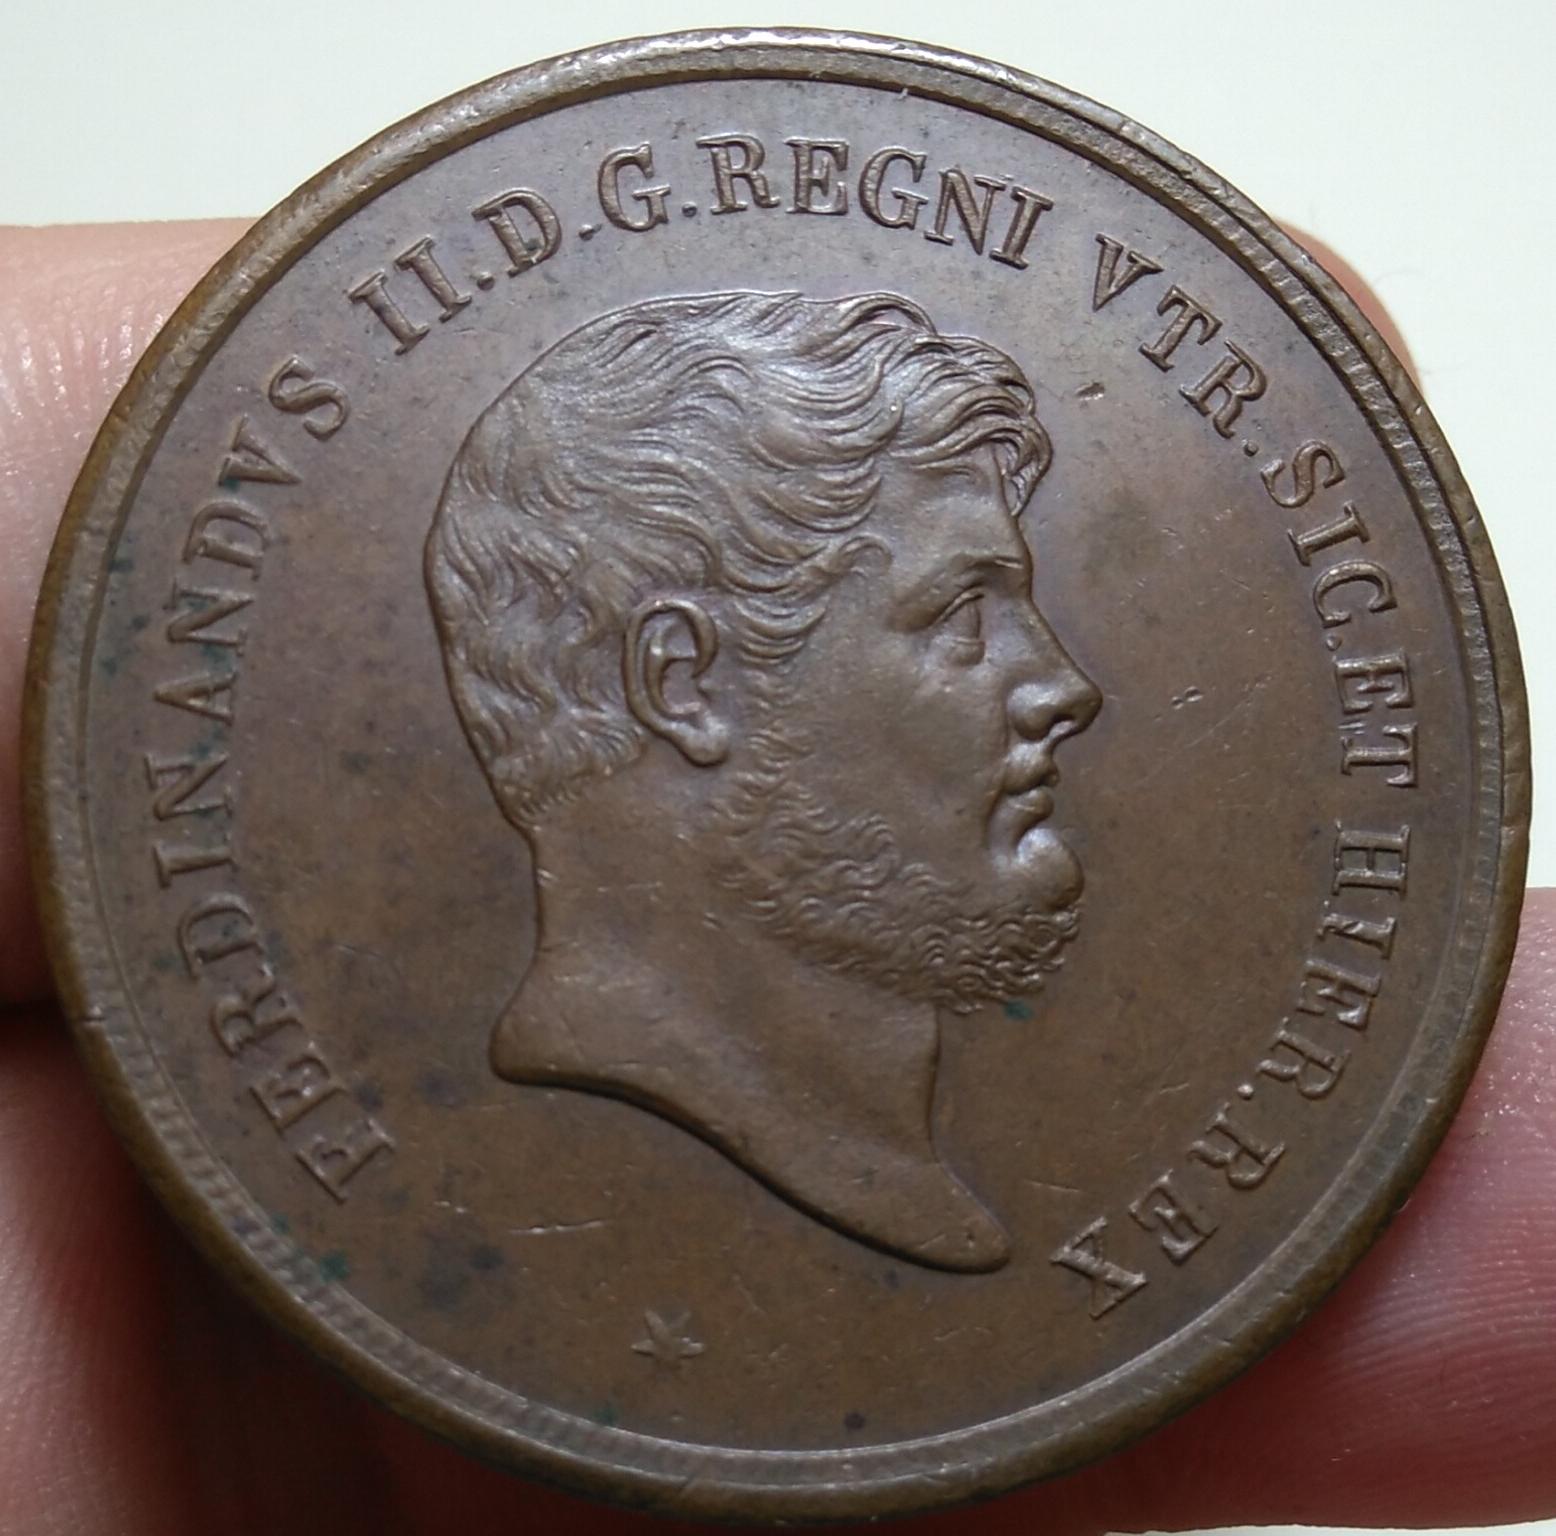 FERDINANDVS II.D.G.REGNI VTR.SIC.ET HIER.REX